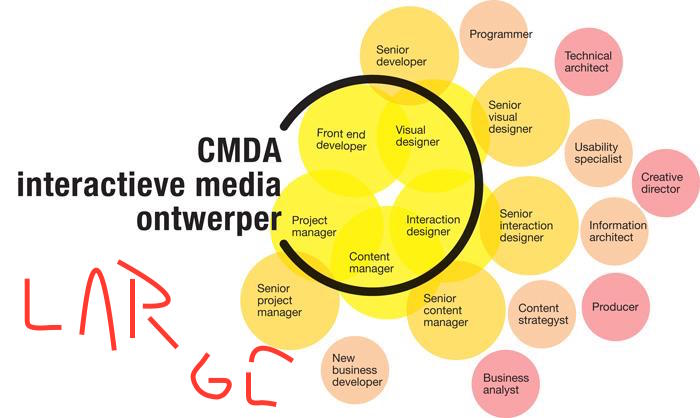 CMDA
interactieve media
ontwerper
Senior
developer
Programmer
Technical
architect
Front end
developer
Visual
designer
Senior
visual
designer
Usability
specialist
Creative
director
Project
manager
Interaction
designer
Content
manager
Senior
interaction
designer
Information
architect
Senior
project
manager
Senior
content
manager
Content
strategyst
Producer
New
business
developer
Business
analyst
LAR
GE